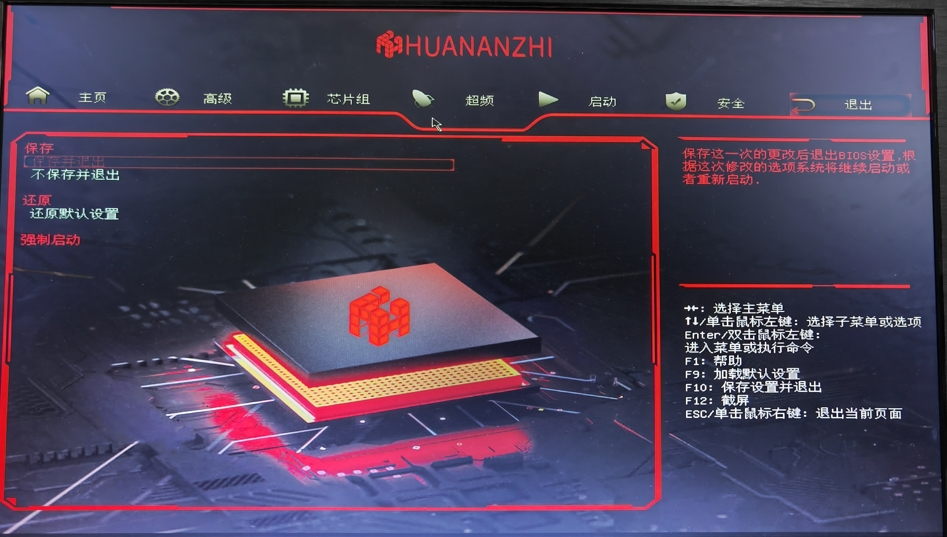 HUANANZHI
主页 高级 芯片组 超频 启动 安全 退出
保存
保存并退出
不保存并退出
还原
还原默认设置
强制启动
保存这一次的更改后退出BIOS设置,根
据这次修改的选项系统将继续启动或
者重新启动.
→←: 选择主菜单
↑↓/单击鼠标左键: 选择子菜单或选项
Enter/双击鼠标左键:
进入菜单或执行命令
F1: 帮助
F9: 加载默认设置
F10: 保存设置并退出
F12: 截屏
ESC/单击鼠标右键: 退出当前页面